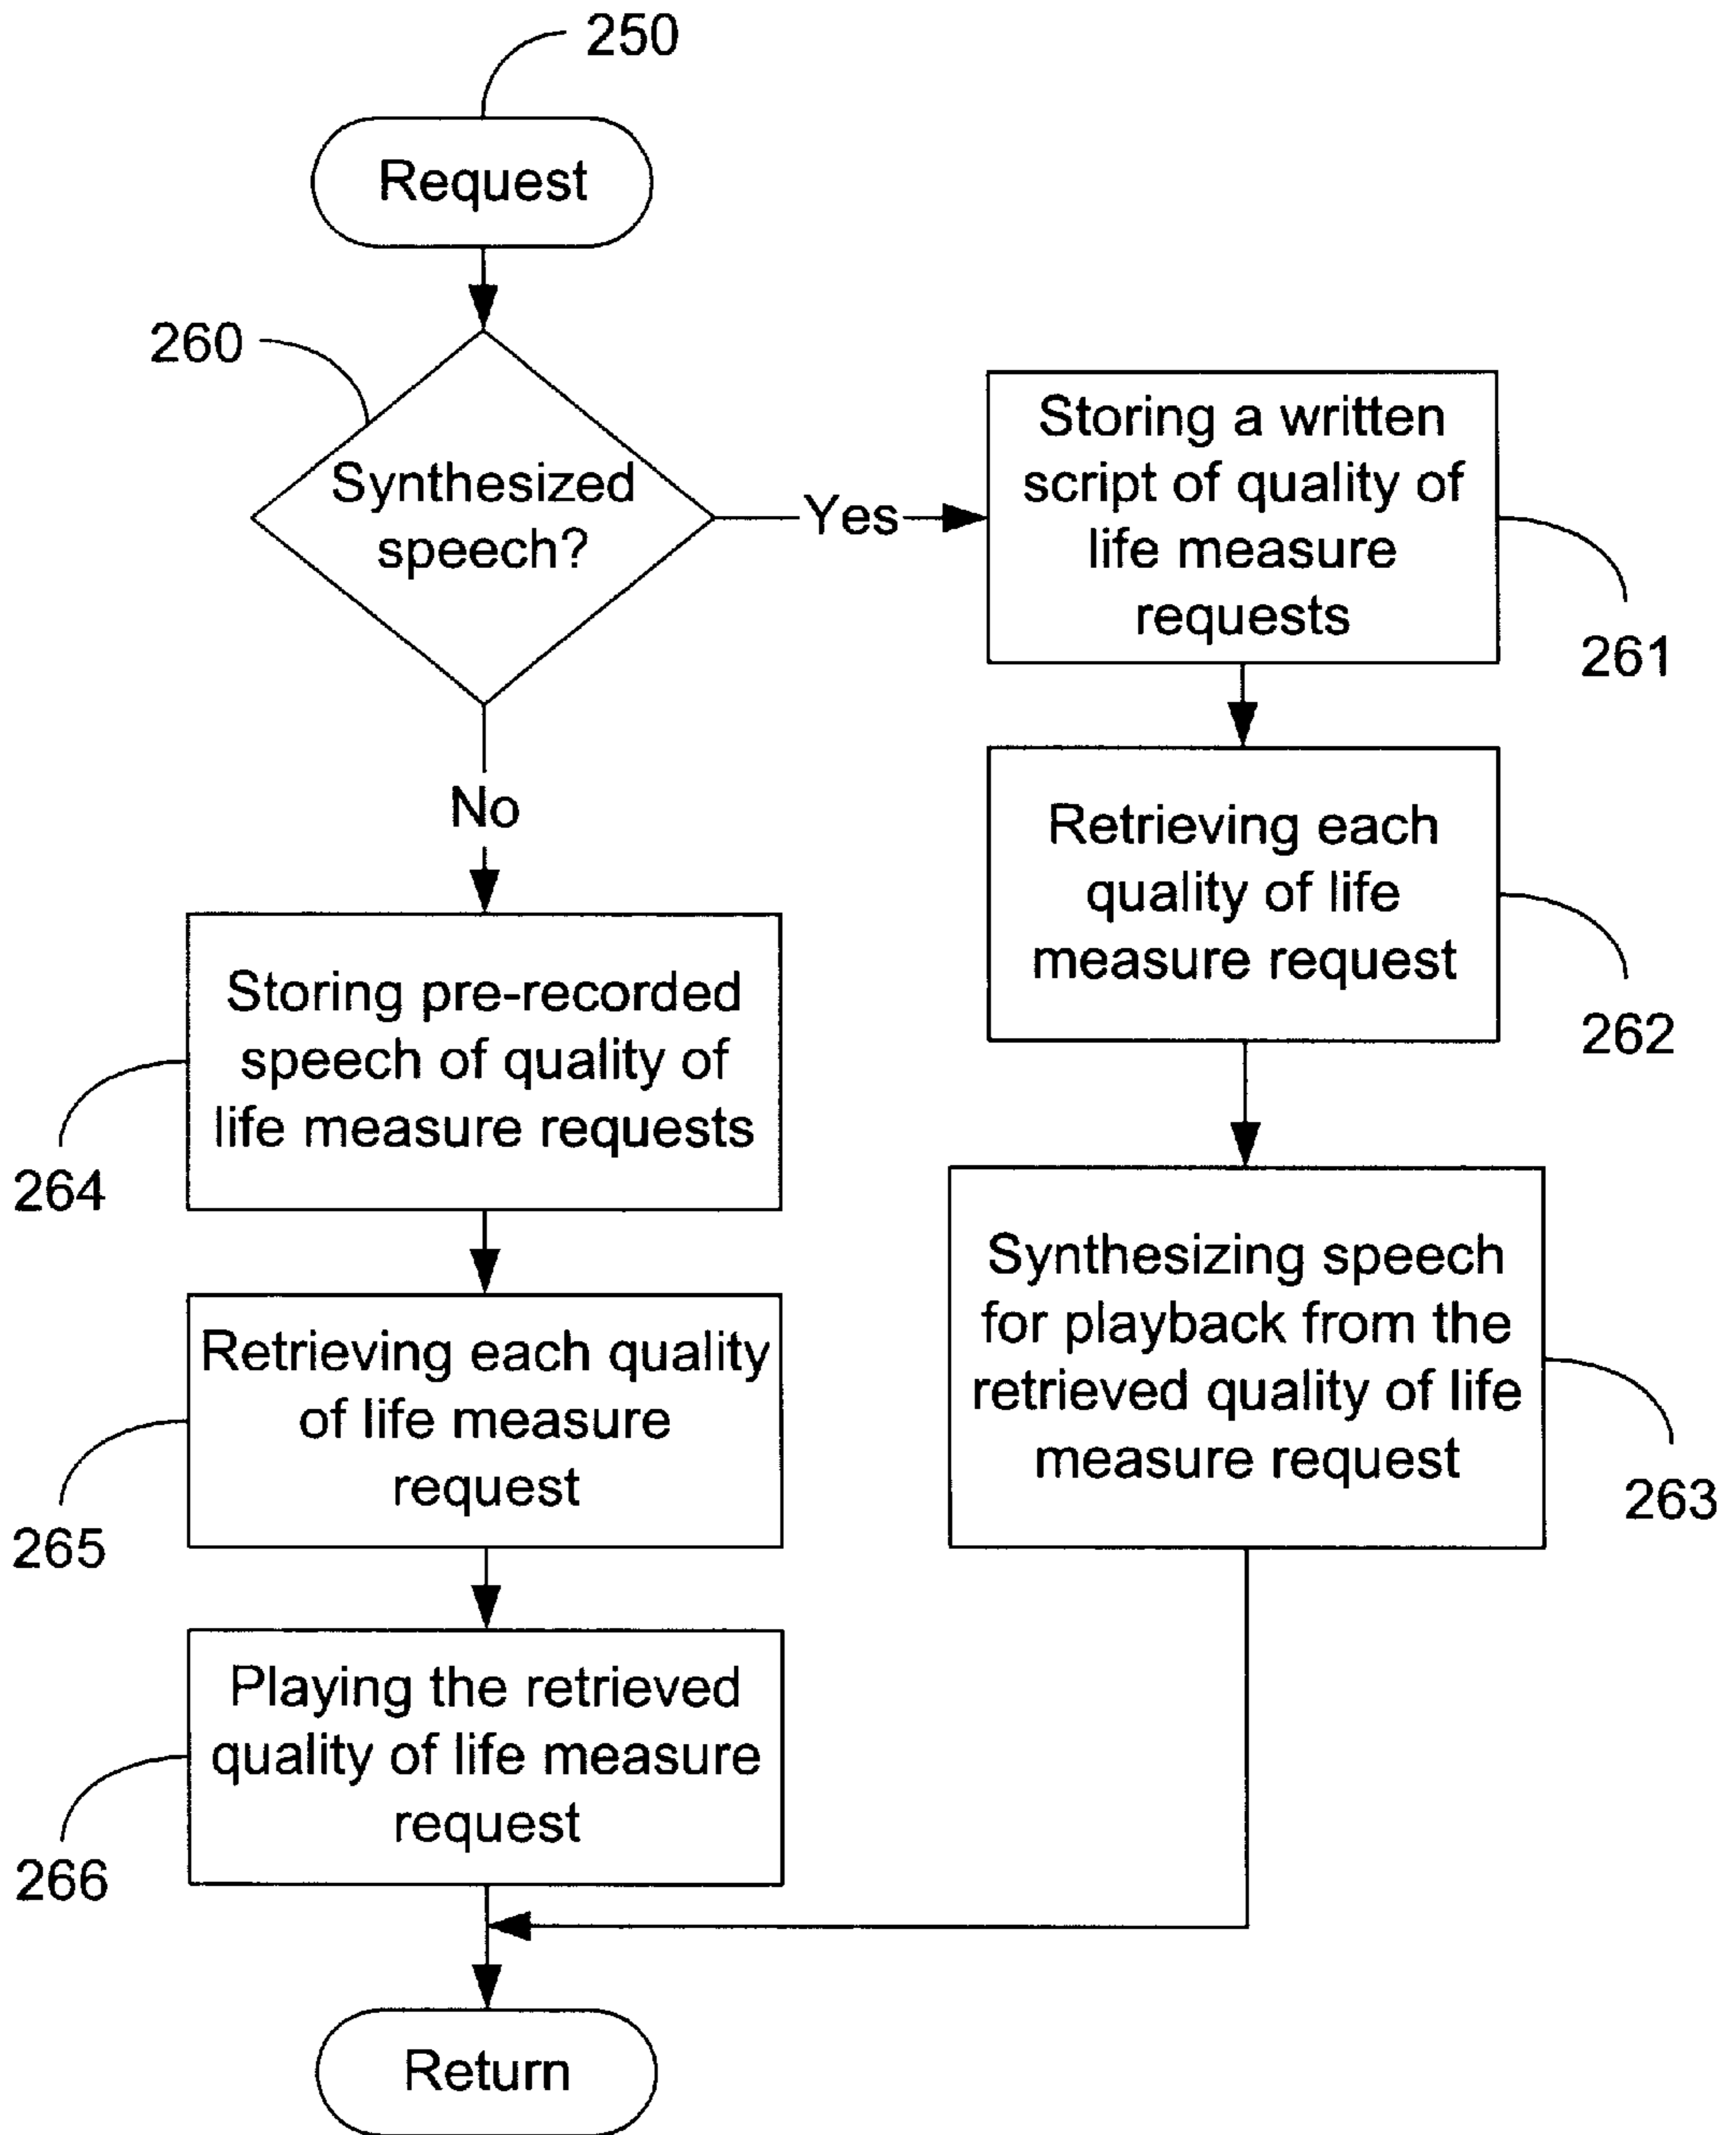 250
Request
260
Synthesized
speech?
Yes
Storing a written
script of quality of
life measure
requests
261
No
Retrieving each
quality of life
measure request
262
Storing pre-recorded
speech of quality of
life measure requests
264
Synthesizing speech
for playback from the
retrieved quality of life
measure request
263
Retrieving each quality
of life measure
request
265
Playing the retrieved
quality of life measure
request
266
Return